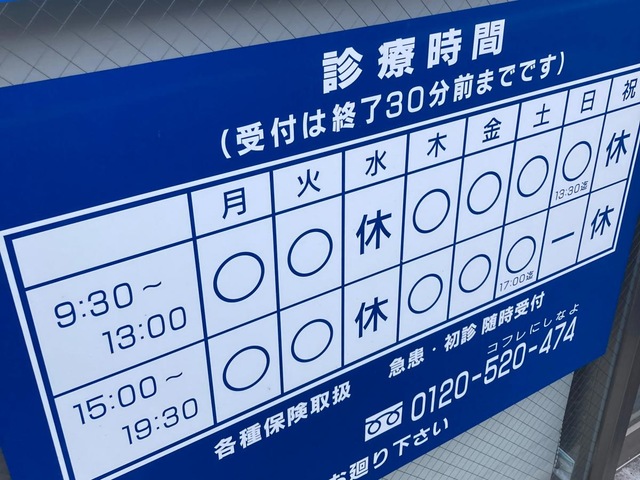 診療時間
（受付は終了30分前までです）
月 火 水 木 金 土 日 祝
9:30～13:00 ○ ○ 休 ○ ○ ○ ○ 13:30迄 休
15:00～19:30 ○ ○ 休 ○ ○ ○ 17:00迄 ー 休
各種保険取扱 急患・初診 随時受付
コフレにしなよ
0120-520-474
お廻り下さい